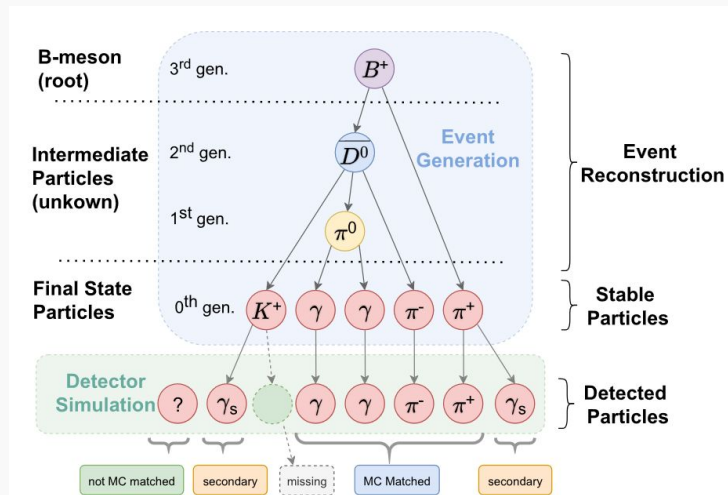 B-meson
(root)
3rd gen.
B+
Event
Generation
Intermediate
Particles
(unkown)
2nd gen.
D0
1st gen.
π0
Event
Reconstruction
Final State
Particles
0th gen.
K+ γ γ π- π+
Stable
Particles
Detector
Simulation
? γs γ γ π- π+ γs
Detected
Particles
not MC matched secondary missing MC Matched secondary